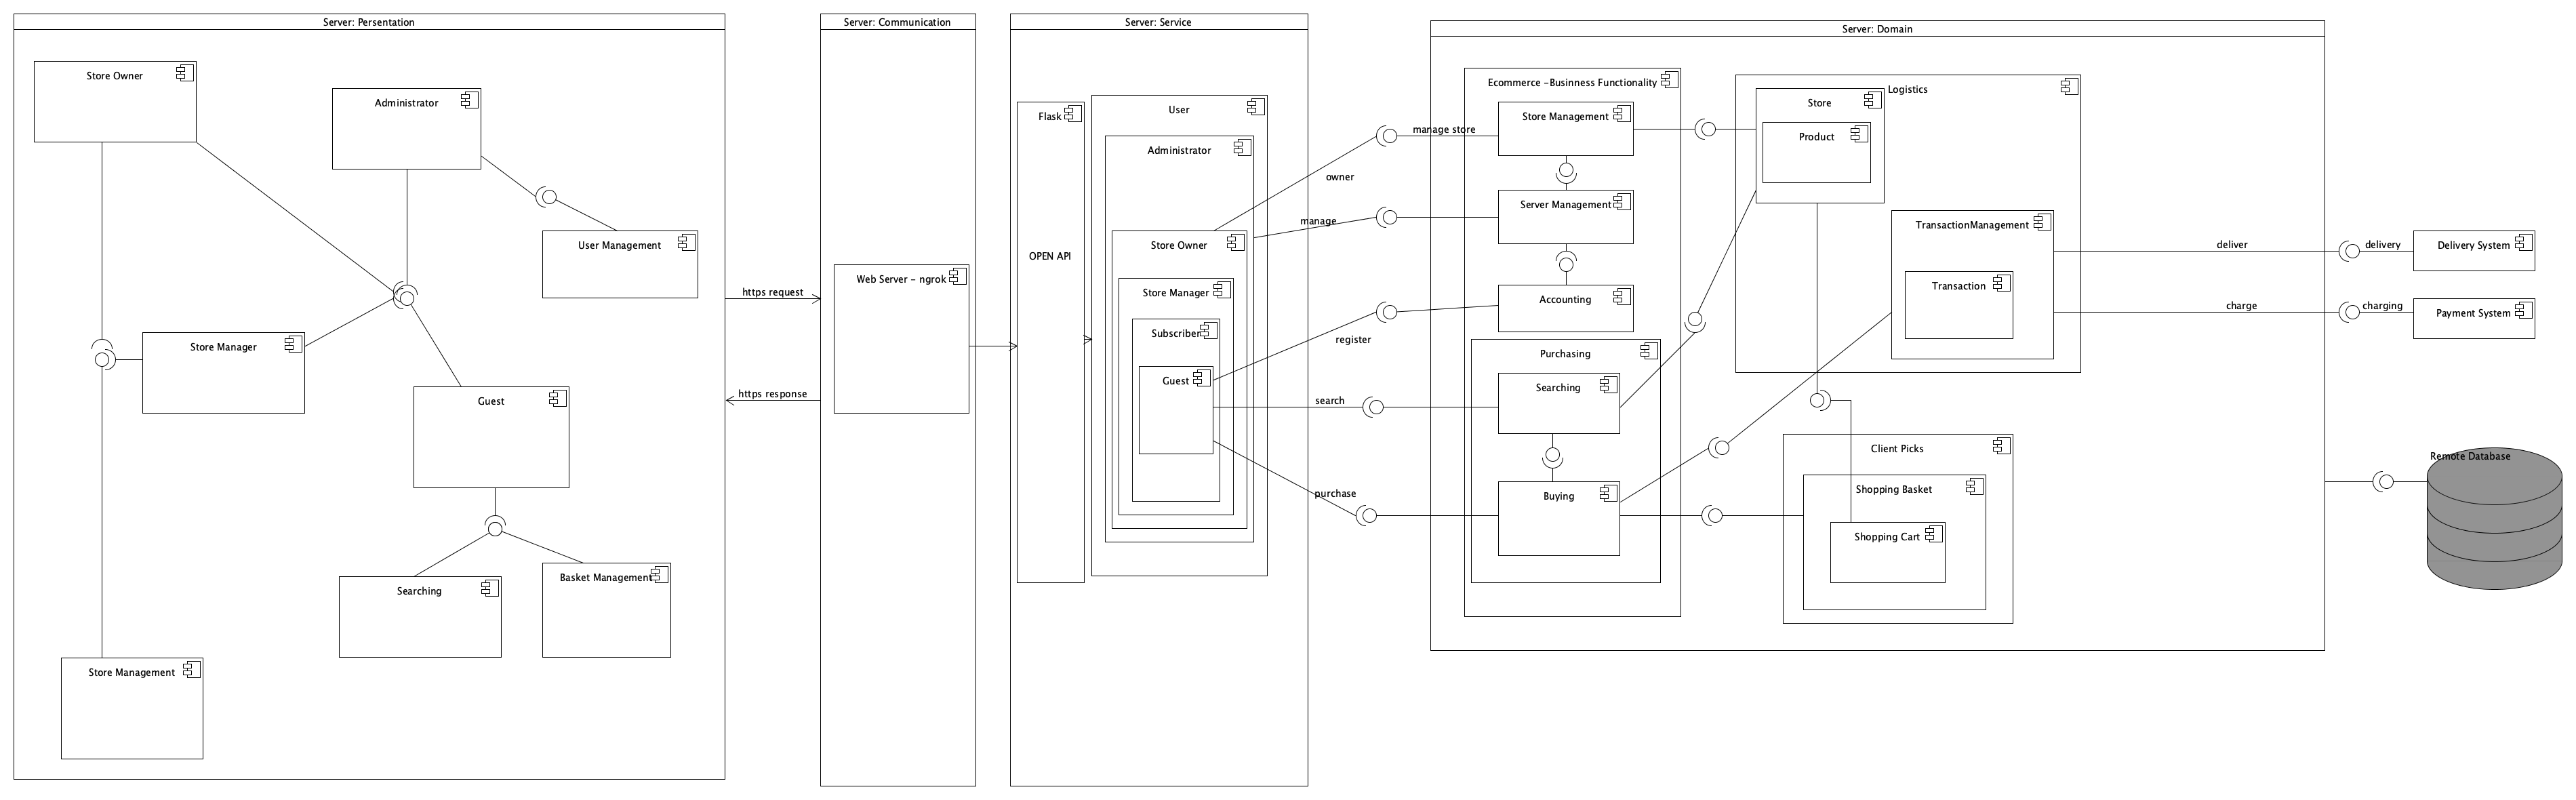 Server: Persentation
Store Owner
Administrator
User Management
Store Manager
Guest
Searching
Basket Management
Store Management
https request
https response
Server: Communication
Web Server - ngrok
Server: Service
Flask
OPEN API
User
Administrator
Store Owner
Store Manager
Subscriber
Guest
owner
manage
register
search
purchase
manage store
Server: Domain
Ecommerce -Businness Functionality
Store Management
Server Management
Accounting
Purchasing
Searching
Buying
Logistics
Store
Product
TransactionManagement
Transaction
Client Picks
Shopping Basket
Shopping Cart
deliver
delivery
charge
charging
Delivery System
Payment System
Remote Database